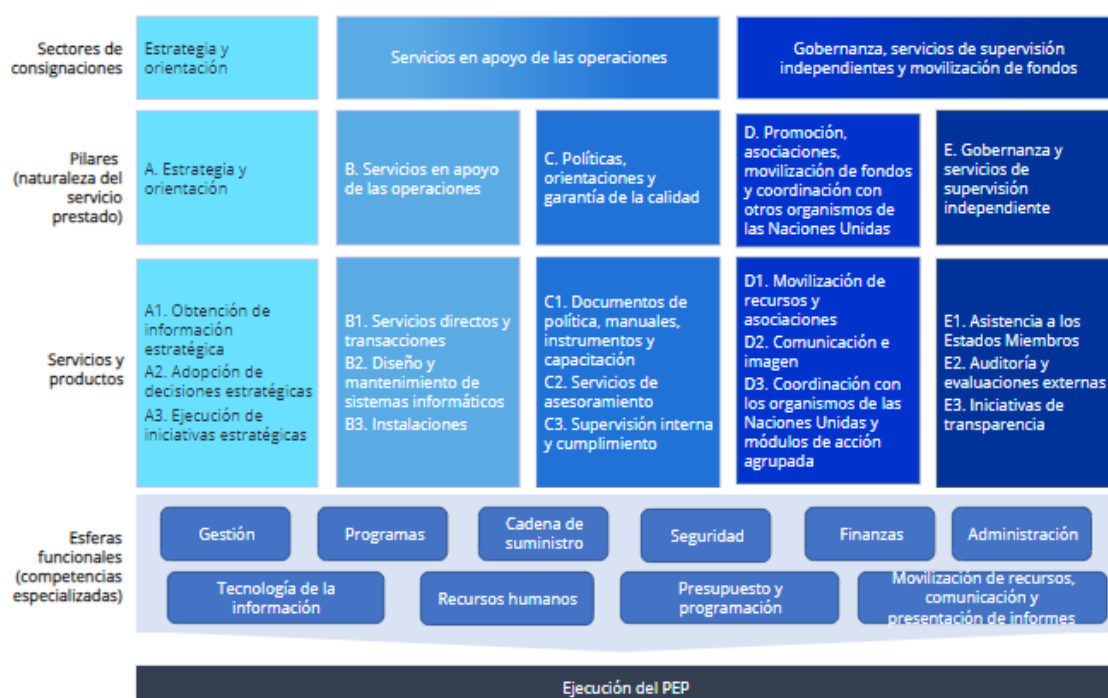 Sectores de
consignaciones
Estrategia y
orientación
Servicios en apoyo de las operaciones
Gobernanza, servicios de supervisión
independientes y movilización de fondos
Pilares
(naturaleza del
servicio
prestado)
A. Estrategia y
orientación
B. Servicios en apoyo
de las operaciones
C. Políticas,
orientaciones y
garantía de la calidad
D. Promoción,
asociaciones,
movilización de fondos
y coordinación con
otros organismos de
las Naciones Unidas
E. Gobernanza y
servicios de
supervisión
independiente
Servicios y
productos
A1. Obtención de
información
estratégica
A2. Adopción de
decisiones estratégicas
A3. Ejecución de
iniciativas estratégicas
B1. Servicios directos y
transacciones
B2. Diseño y
mantenimiento de
sistemas informáticos
B3. Instalaciones
C1. Documentos de
política, manuales,
instrumentos y
capacitación
C2. Servicios de
asesoramiento
C3. Supervisión interna
y cumplimiento
D1. Movilización de
recursos y
asociaciones
D2. Comunicación e
imagen
D3. Coordinación con
los organismos de las
Naciones Unidas y
módulos de acción
agrupada
E1. Asistencia a los
Estados Miembros
E2. Auditoría y
evaluaciones externas
E3. Iniciativas de
transparencia
Esferas
funcionales
(competencias
especializadas)
Gestión
Programas
Cadena de
suministro
Seguridad
Finanzas
Administración
Tecnología de la
información
Recursos humanos
Presupuesto y
programación
Movilización de recursos,
comunicación y
presentación de informes
Ejecución del PEP